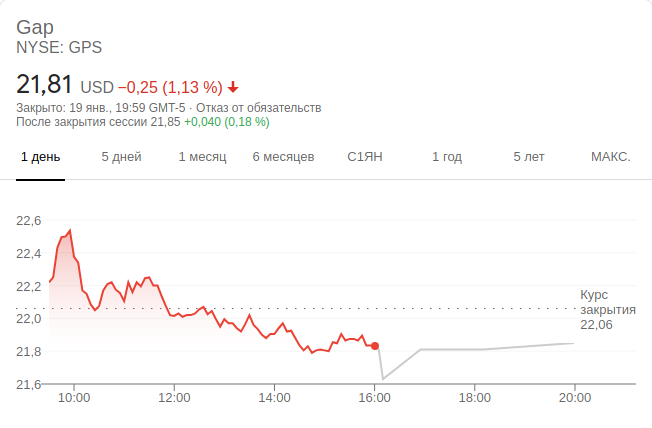 Gap
NYSE: GPS
21,81 USD −0,25 (1,13 %)
Закрыто: 19 янв., 19:59 GMT-5 · Отказ от обязательств
После закрытия сессии 21,85 +0,040 (0,18 %)
1 день 5 дней 1 месяц 6 месяцев С1ЯН 1 год 5 лет МАКС.
22,6
22,4
22,2
22,0
21,8
21,6
Курс
закрытия
22,06
10:00 12:00 14:00 16:00 18:00 20:00